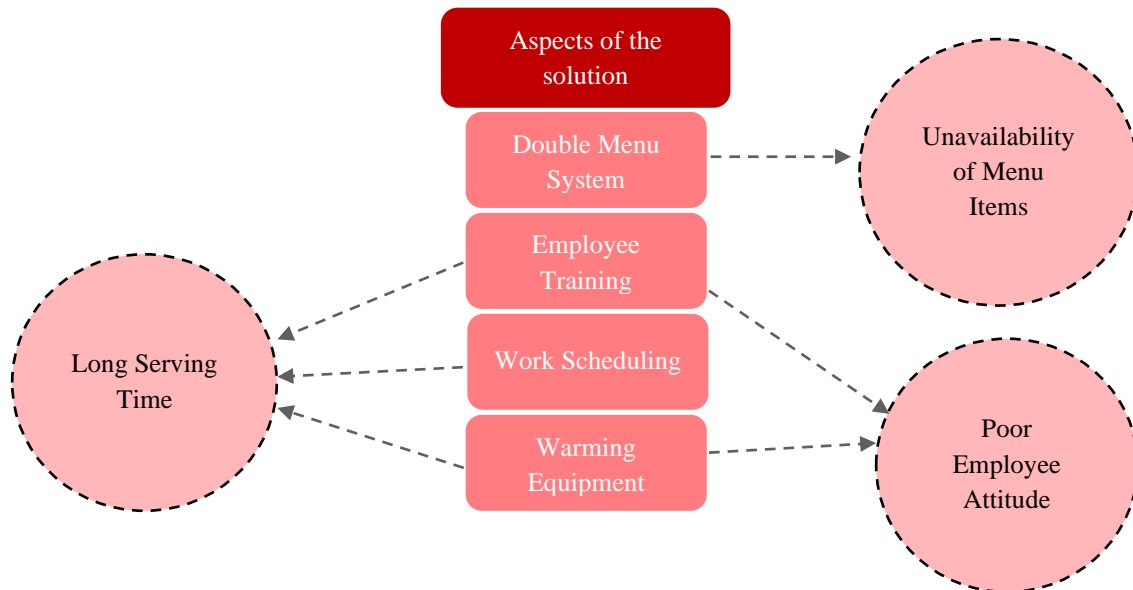 Aspects of the
solution
Double Menu
System
Employee
Training
Work Scheduling
Warming
Equipment
Long Serving
Time
Unavailability
of Menu
Items
Poor
Employee
Attitude